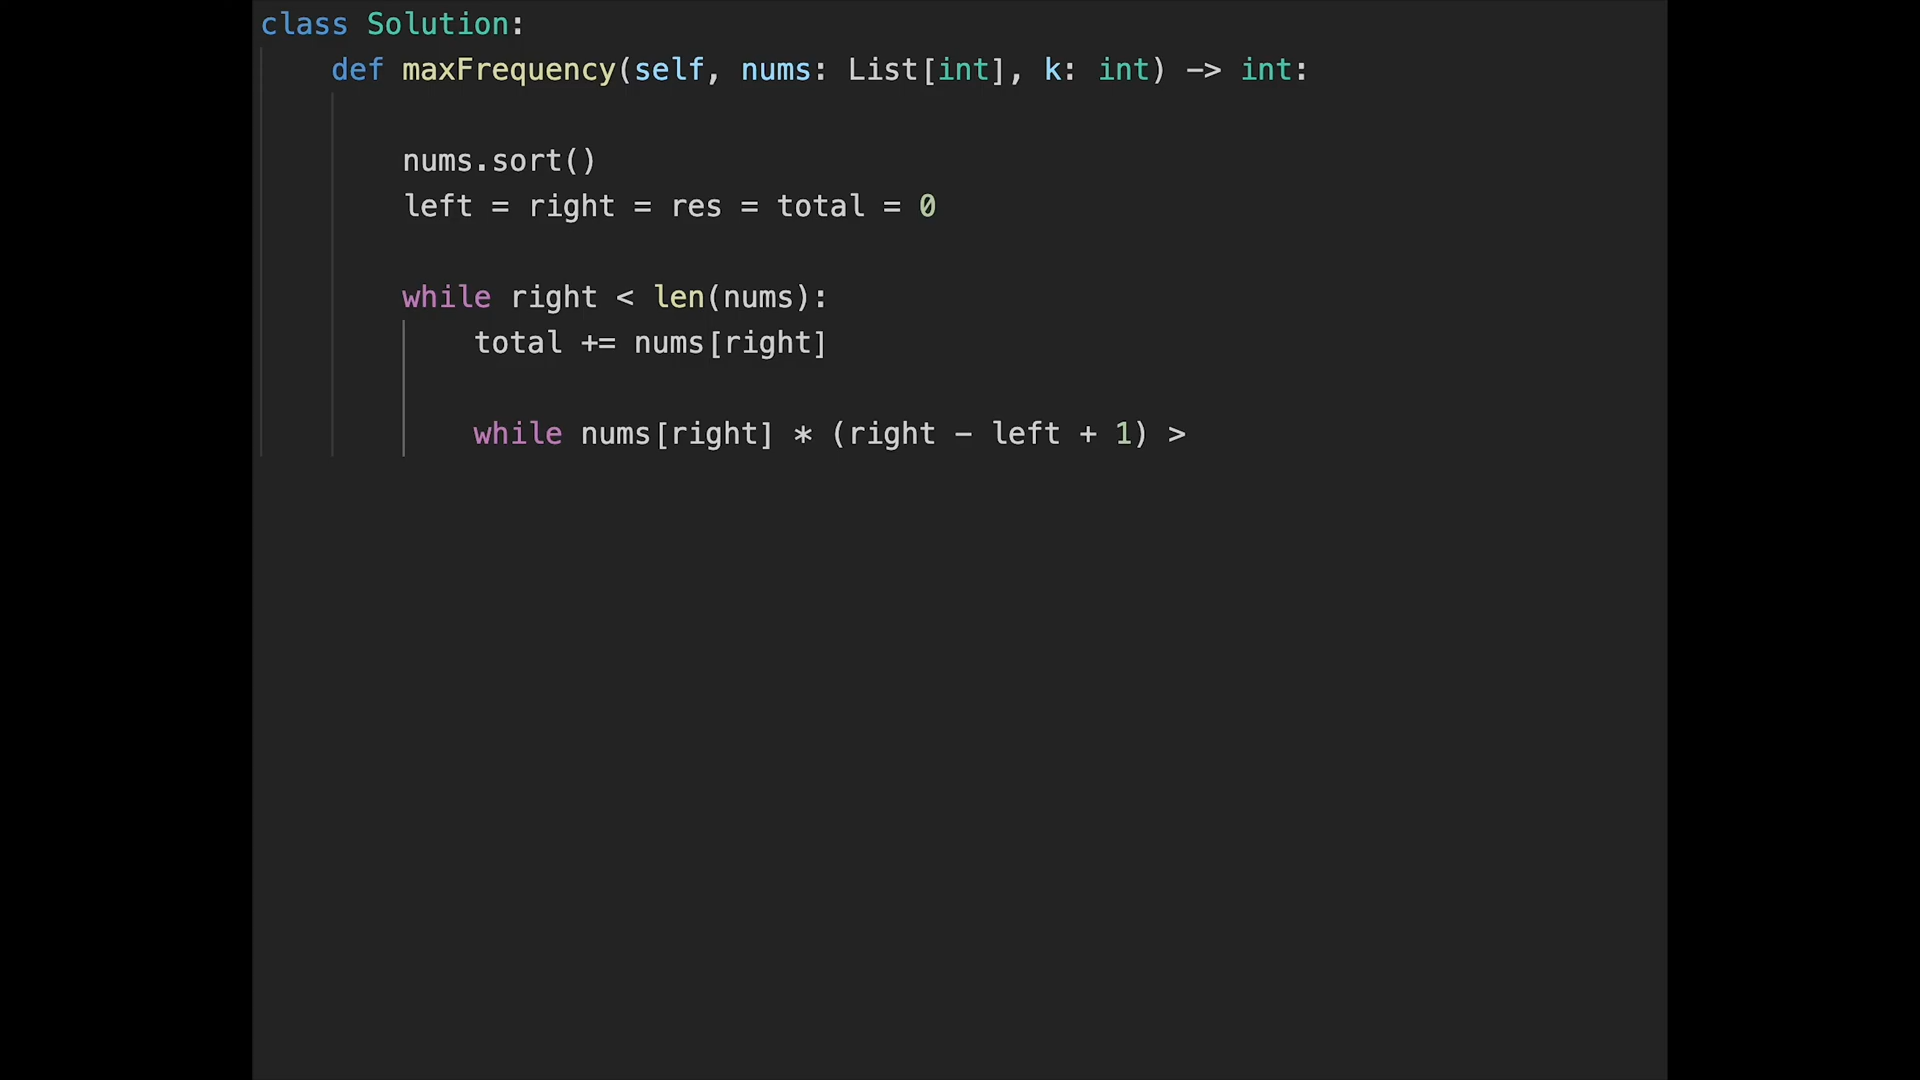 class Solution:
def maxFrequency(self, nums: List[int], k: int) -> int:
nums.sort()
left = right = res = total = 0
while right < len(nums):
total += nums[right]
while nums[right] * (right - left + 1) >